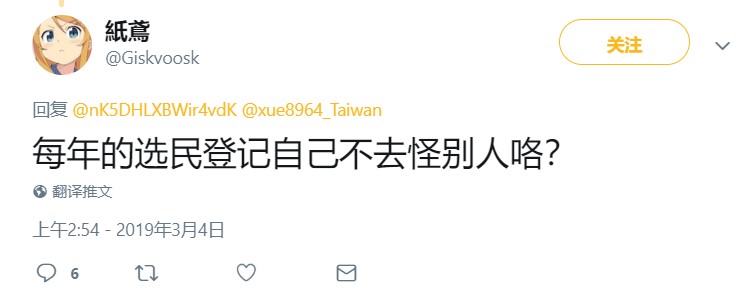 紙鳶
@Giskvoosk
关注
回复 @nK5DHLXBWir4vdK @xue8964_Taiwan
每年的选民登记自己不去怪别人咯?
翻译推文
上午2:54 - 2019年3月4日
6